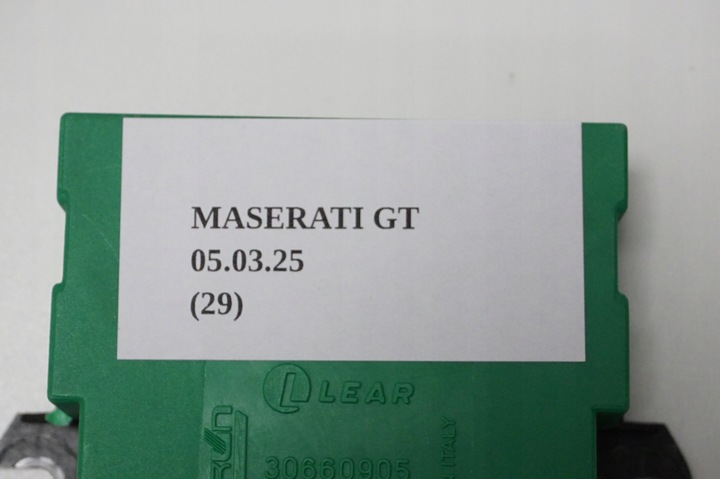 MASERATI GT
05.03.25
(29)
LEAR
30660905
ITALY